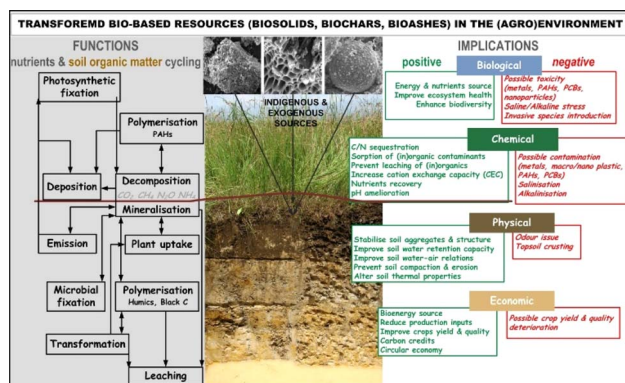 TRANSFOREMD BIO-BASED RESOURCES (BIOSOLIDS, BIOCHARS, BIOASHES) IN THE (AGRO)ENVIRONMENT
FUNCTIONS
nutrients & soil organic matter cycling
Photosynthetic
fixation
Polymerisation
PAHs
Deposition
Decomposition
CO2 CH4 N2O NH4
Mineralisation
Emission
Plant uptake
Microbial
fixation
Polymerisation
Humics, Black C
Transformation
Leaching
INDIGENOUS &
EXOGENOUS
SOURCES
IMPLICATIONS
positive
negative
Biological
Energy & nutrients source
Improve ecosystem health
Enhance biodiversity
Possible toxicity
(metals, PAHs, PCBs,
nanoparticles)
Saline/Alkaline stress
Invasive species introduction
Chemical
C/N sequestration
Sorption of (in)organic contaminants
Prevent leaching of (in)organics
Increase cation exchange capacity (CEC)
Nutrients recovery
pH amelioration
Possible contamination
(metals, macro/nano plastic,
PAHs, PCBs)
Salinisation
Alkalinisation
Physical
Stabilise soil aggregates & structure
Improve soil water retention capacity
Improve soil water-air relations
Prevent soil compaction & erosion
Alter soil thermal properties
Odour issue
Topsoil crusting
Economic
Bioenergy source
Reduce production inputs
Improve crops yield & quality
Carbon credits
Circular economy
Possible crop yield & quality
deterioration